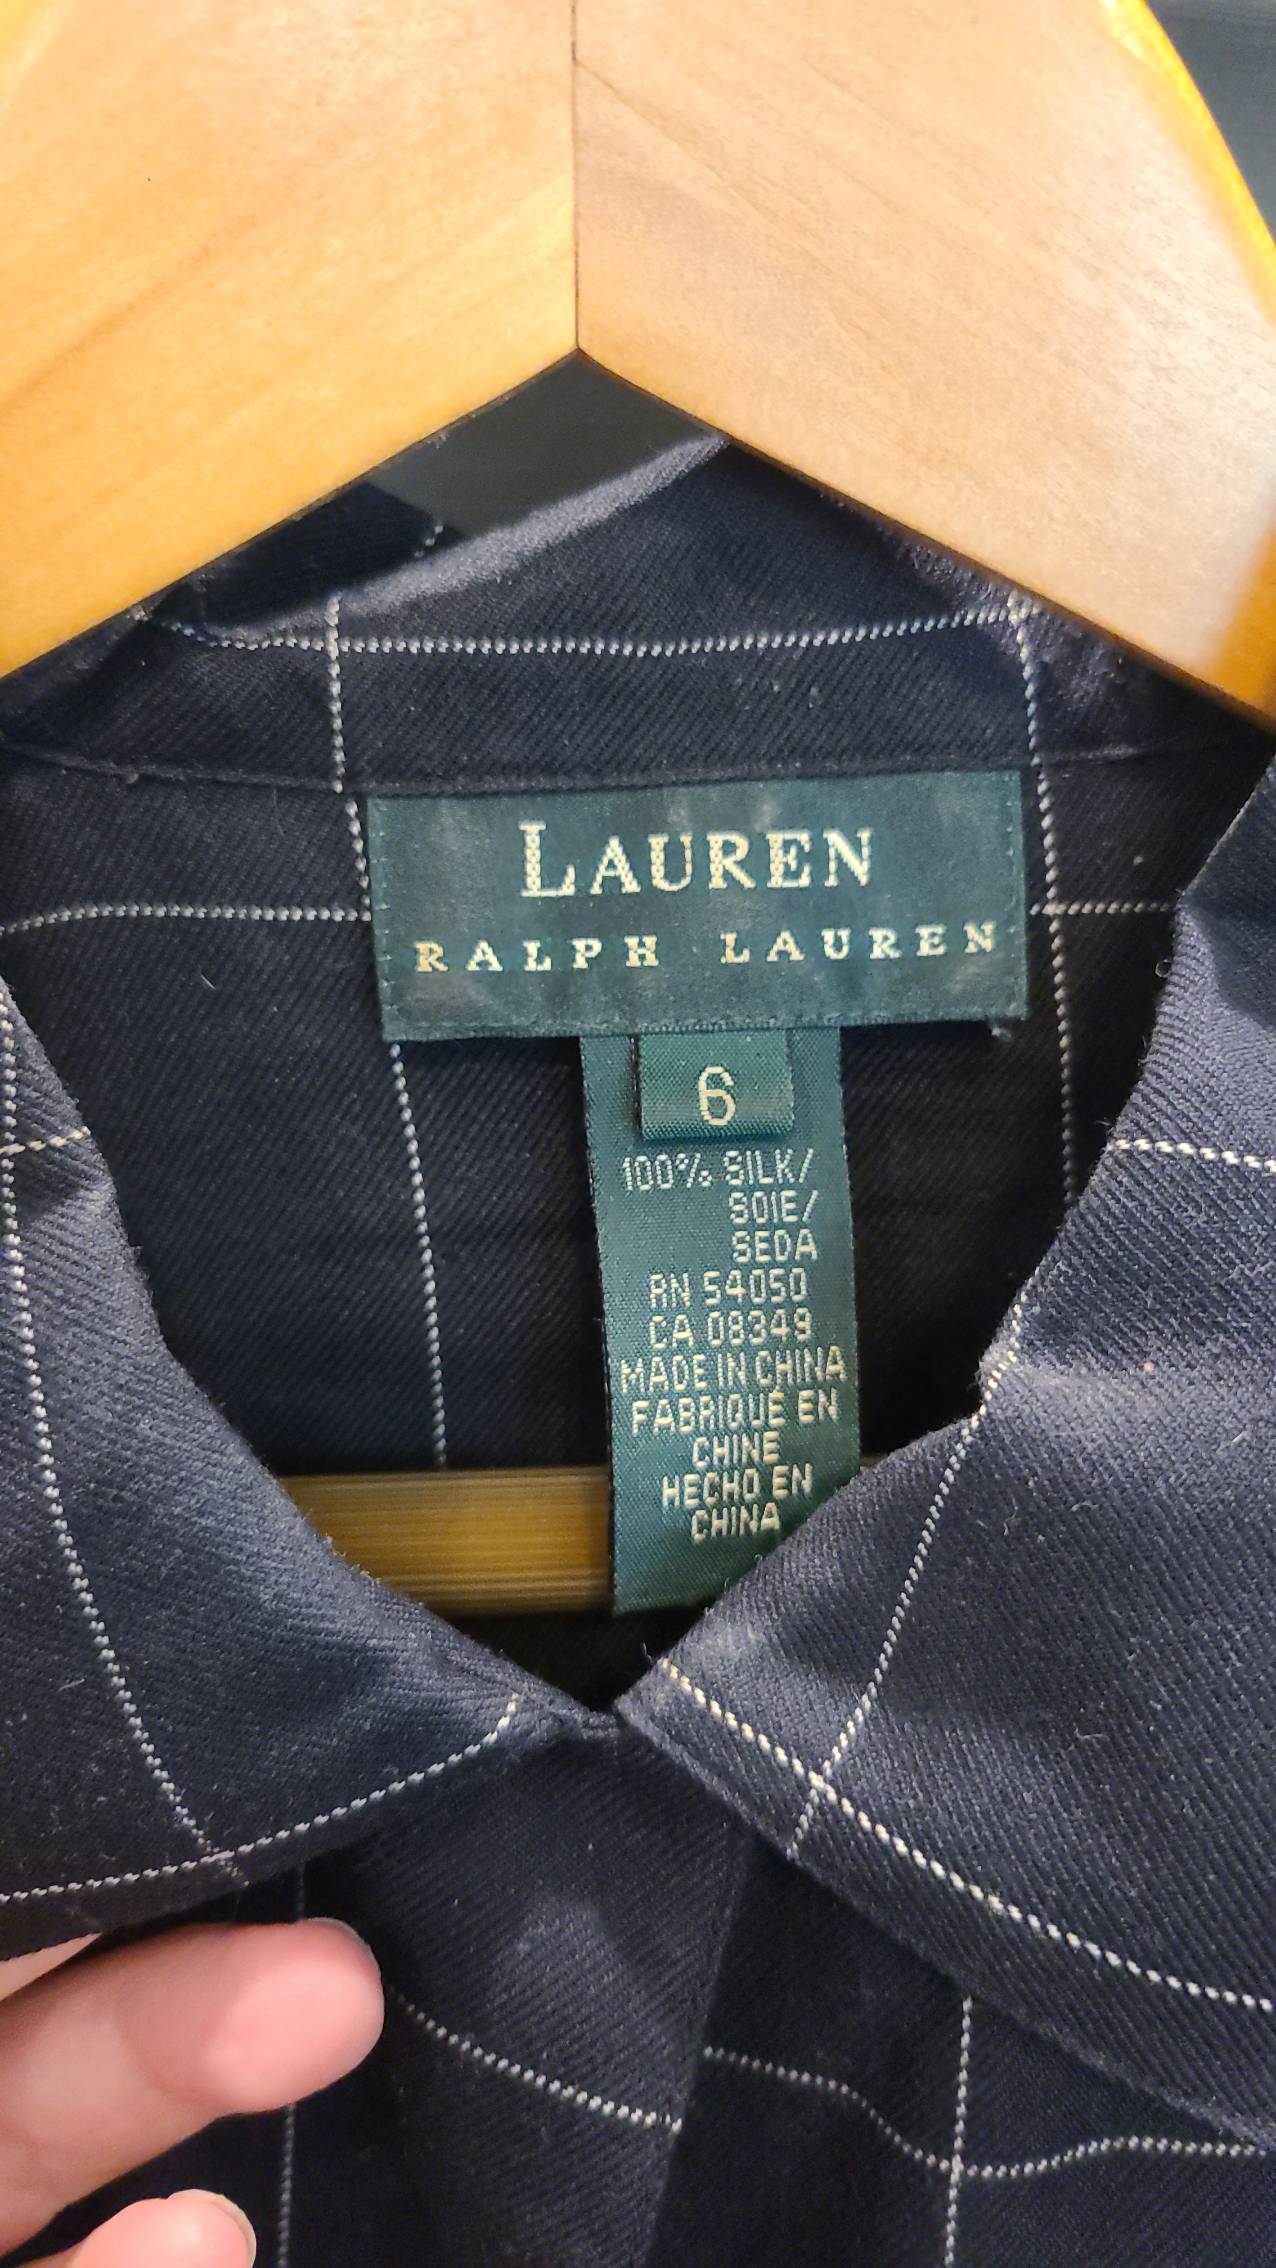 LAUREN
RALPH LAUREN
6
100% SILK/
SOIE/
SEDA
RN 54050
CA 08349
MADE IN CHINA
FABRIQUÉ EN
CHINE
HECHO EN
CHINA